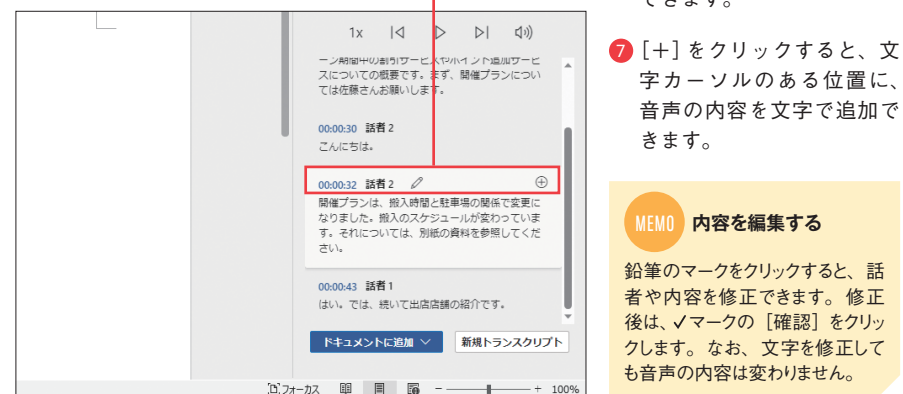 できます。
1x
ーン期間中の割引サービスやポイント追加サービ
スについての概要です。まず、開催プランについ
ては佐藤さんお願いします。
00:00:30 話者 2
こんにちは。
00:00:32 話者 2
開催プランは、搬入時間と駐車場の関係で変更に
なりました。搬入のスケジュールが変わっていま
す。それについては、別紙の資料を参照してくだ
さい。
00:00:43 話者 1
はい。では、続いて出店店舗の紹介です。
ドキュメントに追加
新規トランスクリプト
フォーカス
- + 100%
7 [+]をクリックすると、文
字カーソルのある位置に、
音声の内容を文字で追加で
きます。
MEMO 内容を編集する
鉛筆のマークをクリックすると、話
者や内容を修正できます。修正
後は、✓マークの［確認］をクリッ
クします。なお、文字を修正して
も音声の内容は変わりません。